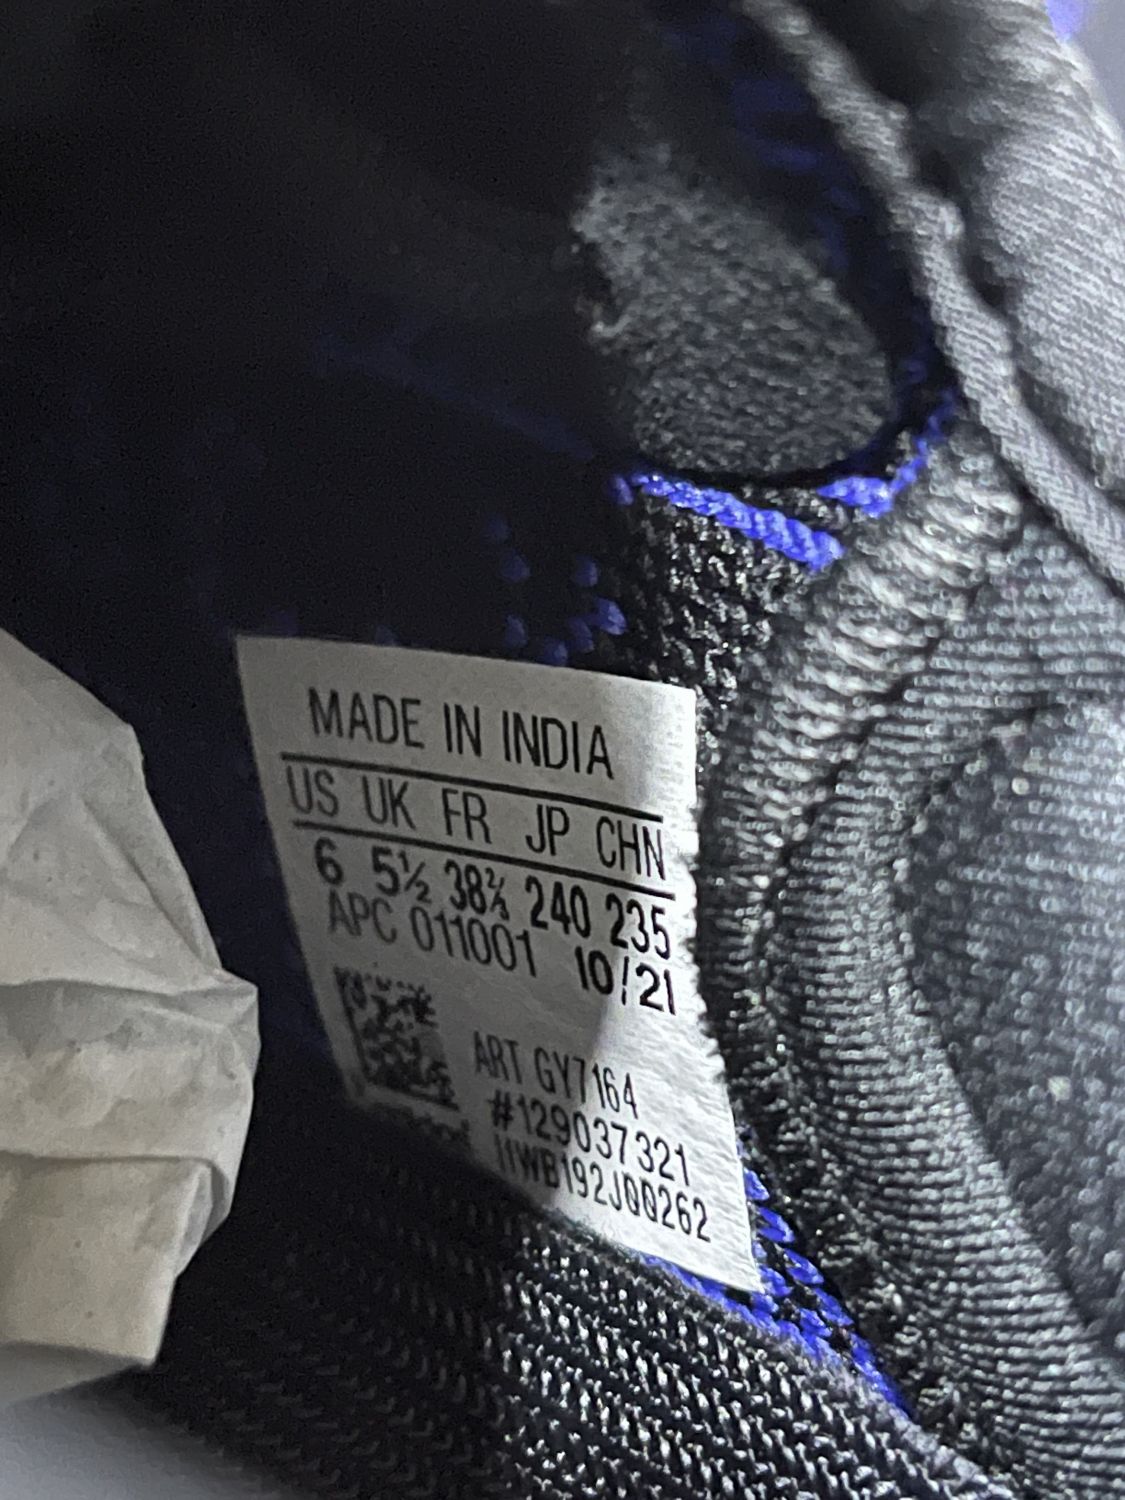 MADE IN INDIA
US UK FR JP CHN
6 5½ 38⅔ 240 235
APC 011001 10/21
ART GY7164
#129037321
11WB192J00262